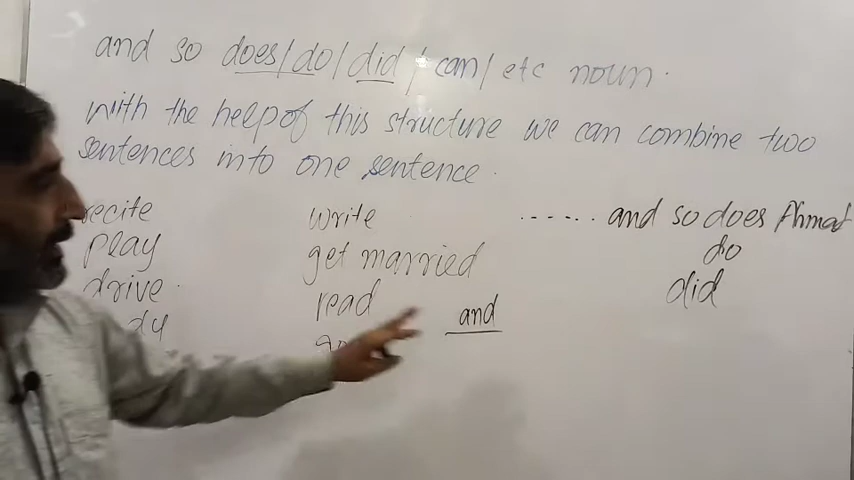 and so does/do/did/can/etc noun.
with the help of this structure we can combine two
sentences into one sentence.
recite write ...... and so does Ahmad
play get married do
drive read and did